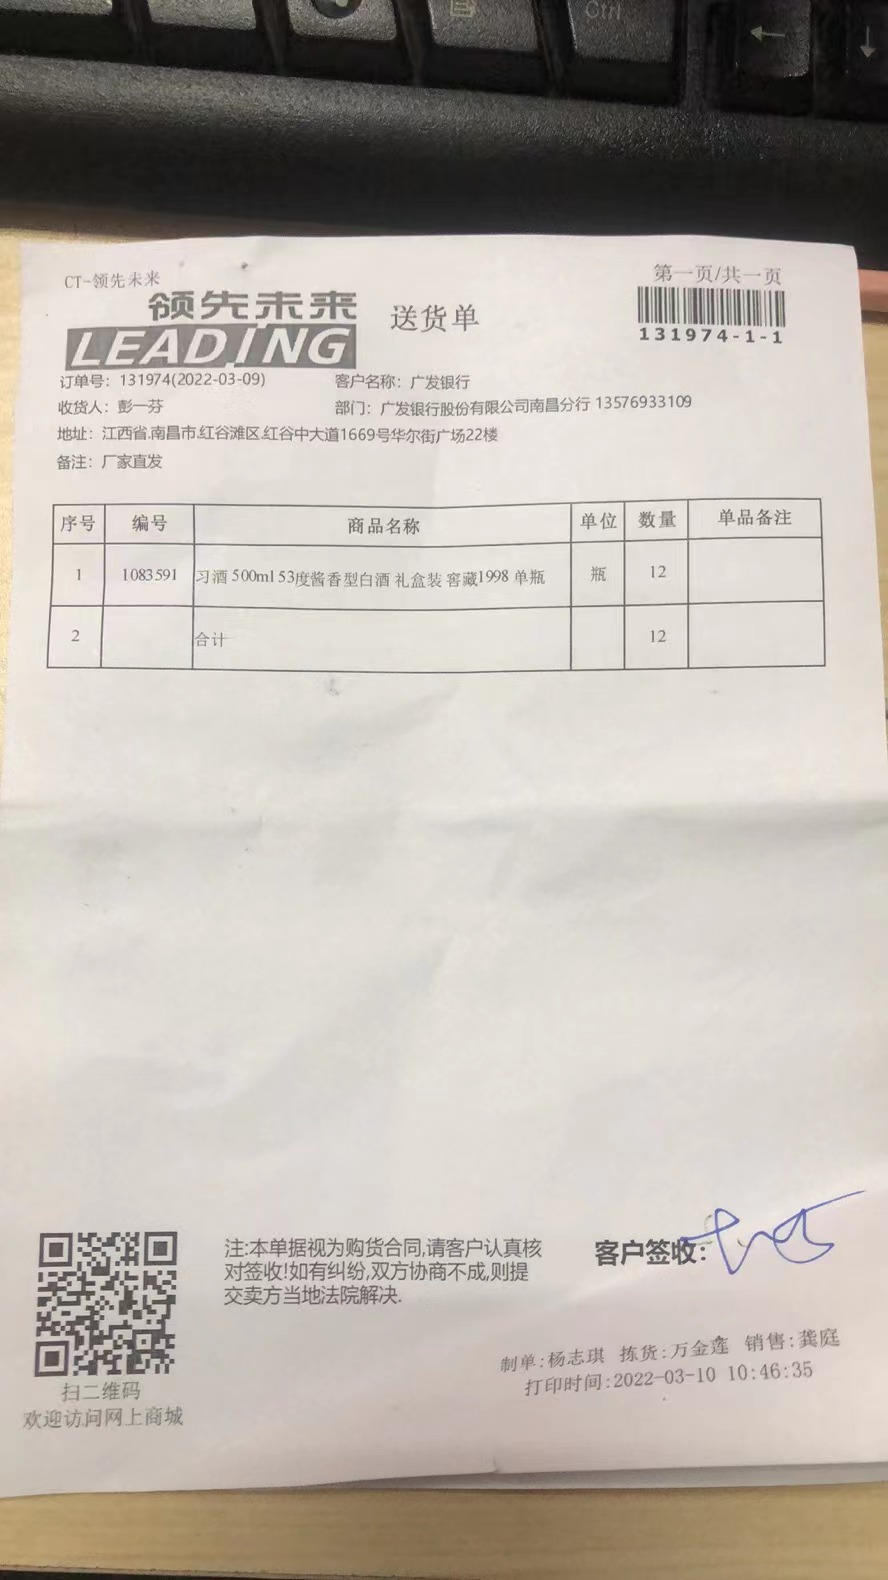 Ctrl
CT-领先未来
第一页/共一页
领先未来
LEADING
送货单
131974-1-1
订单号: 131974(2022-03-09) 客户名称: 广发银行
收货人: 彭一芬 部门: 广发银行股份有限公司南昌分行 13576933109
地址: 江西省.南昌市.红谷滩区.红谷中大道1669号华尔街广场22楼
备注: 厂家直发
序号 编号 商品名称 单位 数量 单品备注
1 1083591 习酒 500ml 53度酱香型白酒 礼盒装 窖藏1998 单瓶 瓶 12
2 合计 12
注:本单据视为购货合同,请客户认真核
对签收!如有纠纷,双方协商不成,则提
交卖方当地法院解决.
客户签收:
扫二维码
欢迎访问网上商城
制单:杨志琪 拣货:万金莲 销售:龚庭
打印时间:2022-03-10 10:46:35